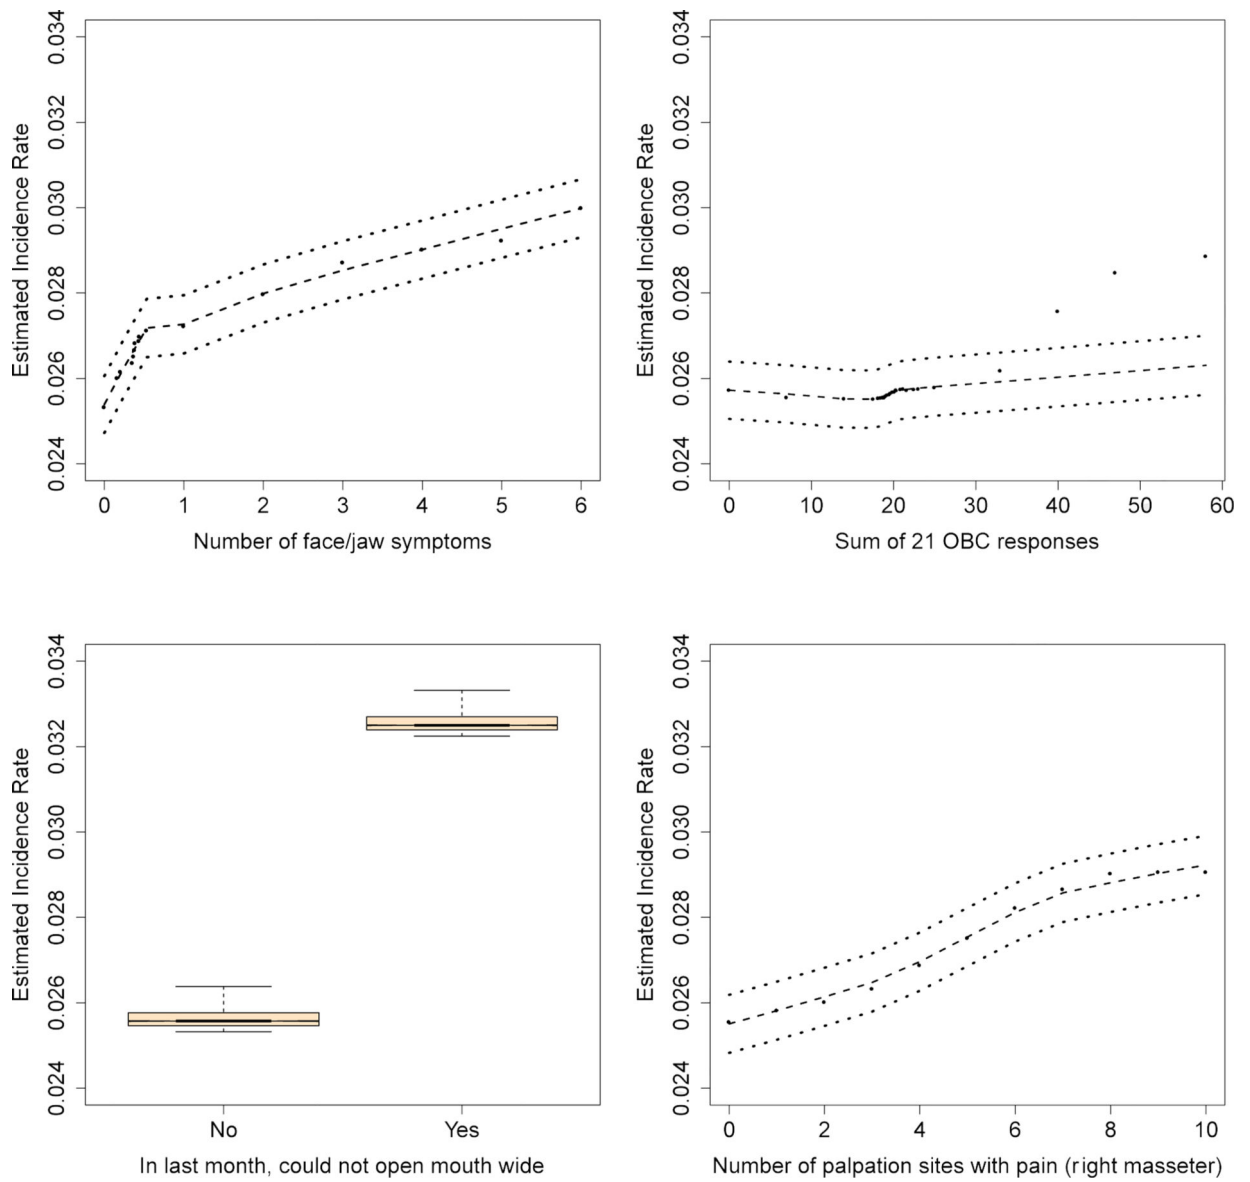 Estimated Incidence Rate
0.034
0.032
0.030
0.028
0.026
0.024
0 1 2 3 4 5 6
Number of face/jaw symptoms
Estimated Incidence Rate
0.034
0.032
0.030
0.028
0.026
0.024
0 10 20 30 40 50 60
Sum of 21 OBC responses
Estimated Incidence Rate
0.034
0.032
0.030
0.028
0.026
0.024
No Yes
In last month, could not open mouth wide
Estimated Incidence Rate
0.034
0.032
0.030
0.028
0.026
0.024
0 2 4 6 8 10
Number of palpation sites with pain (right masseter)